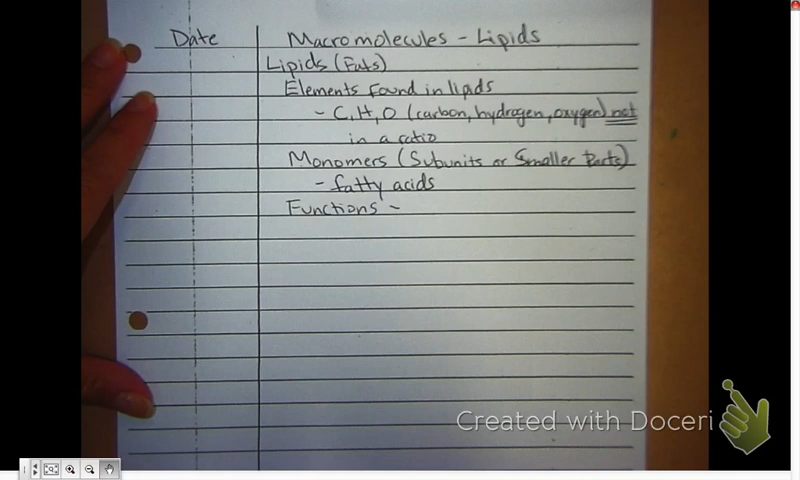 Date
Macromolecules - Lipids
Lipids (Fats)
Elements Found in lipids
- C, H, O (carbon, hydrogen, oxygen) not
in a ratio
Monomers (Subunits or Smaller Parts)
- fatty acids
Functions -
Created with Doceri